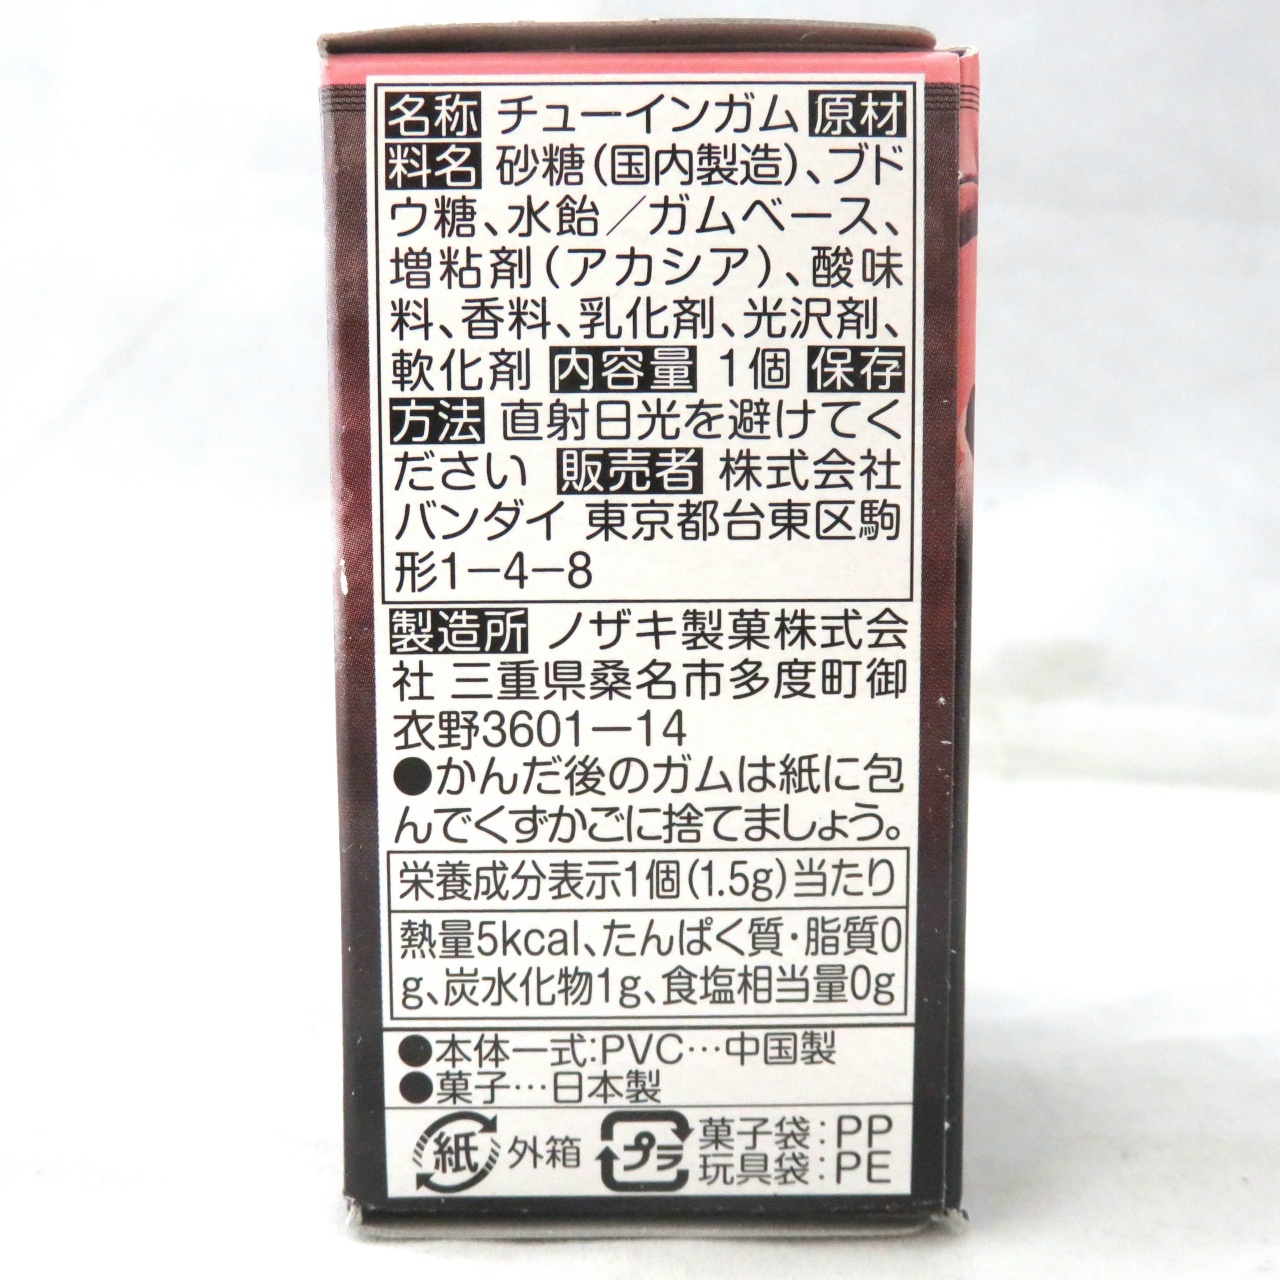 名称 チューインガム 原材
料名 砂糖(国内製造)、ブド
ウ糖、水飴/ガムベース、
増粘剤(アカシア)、酸味
料、香料、乳化剤、光沢剤、
軟化剤 内容量 1個 保存
方法 直射日光を避けてく
ださい 販売者 株式会社
バンダイ 東京都台東区駒
形1-4-8
製造所 ノザキ製菓株式会
社 三重県桑名市多度町御
衣野3601-14
●かんだ後のガムは紙に包
んでくずかごに捨てましょう。
栄養成分表示1個(1.5g)当たり
熱量5kcal、たんぱく質・脂質0
g、炭水化物1g、食塩相当量0g
●本体一式:PVC…中国製
●菓子…日本製
紙 外箱 プラ 菓子袋:PP
玩具袋:PE